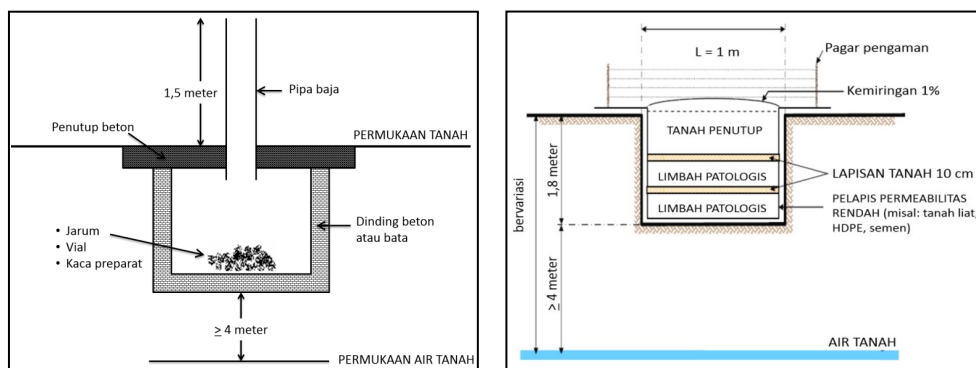 1,5 meter
Pipa baja
Penutup beton
PERMUKAAN TANAH
• Jarum
• Vial
• Kaca preparat
Dinding beton
atau bata
≥ 4 meter
PERMUKAAN AIR TANAH
L = 1 m
Pagar pengaman
Kemiringan 1%
TANAH PENUTUP
LIMBAH PATOLOGIS
LIMBAH PATOLOGIS
LAPISAN TANAH 10 cm
PELAPIS PERMEABILITAS
RENDAH (misal: tanah liat,
HDPE, semen)
bervariasi
1,8 meter
≥ 4 meter
AIR TANAH